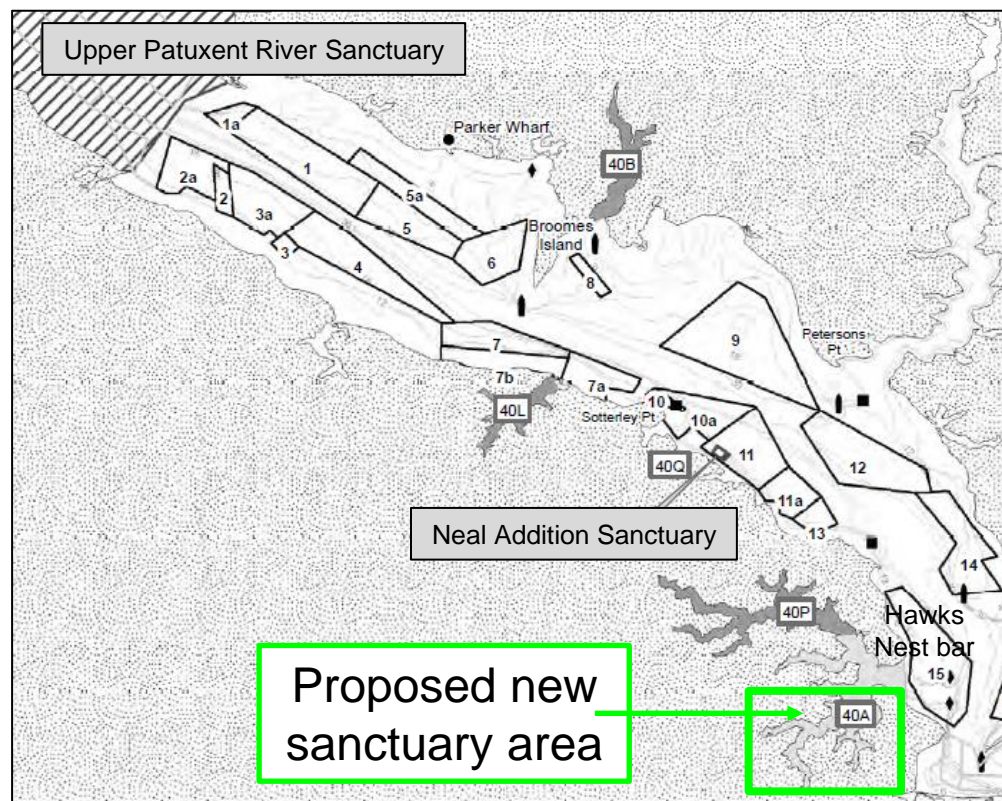 Upper Patuxent River Sanctuary
1a
Parker Wharf
40B
1
2a
5a
2
3a
5
Broomes
Island
6
3
4
8
9
7
Petersons
Pt
7b
7a
40L
10
Sotterley Pt
10a
11
40Q
12
11a
Neal Addition Sanctuary
13
14
40P
Hawks
Nest bar
Proposed new
sanctuary area
15
40A